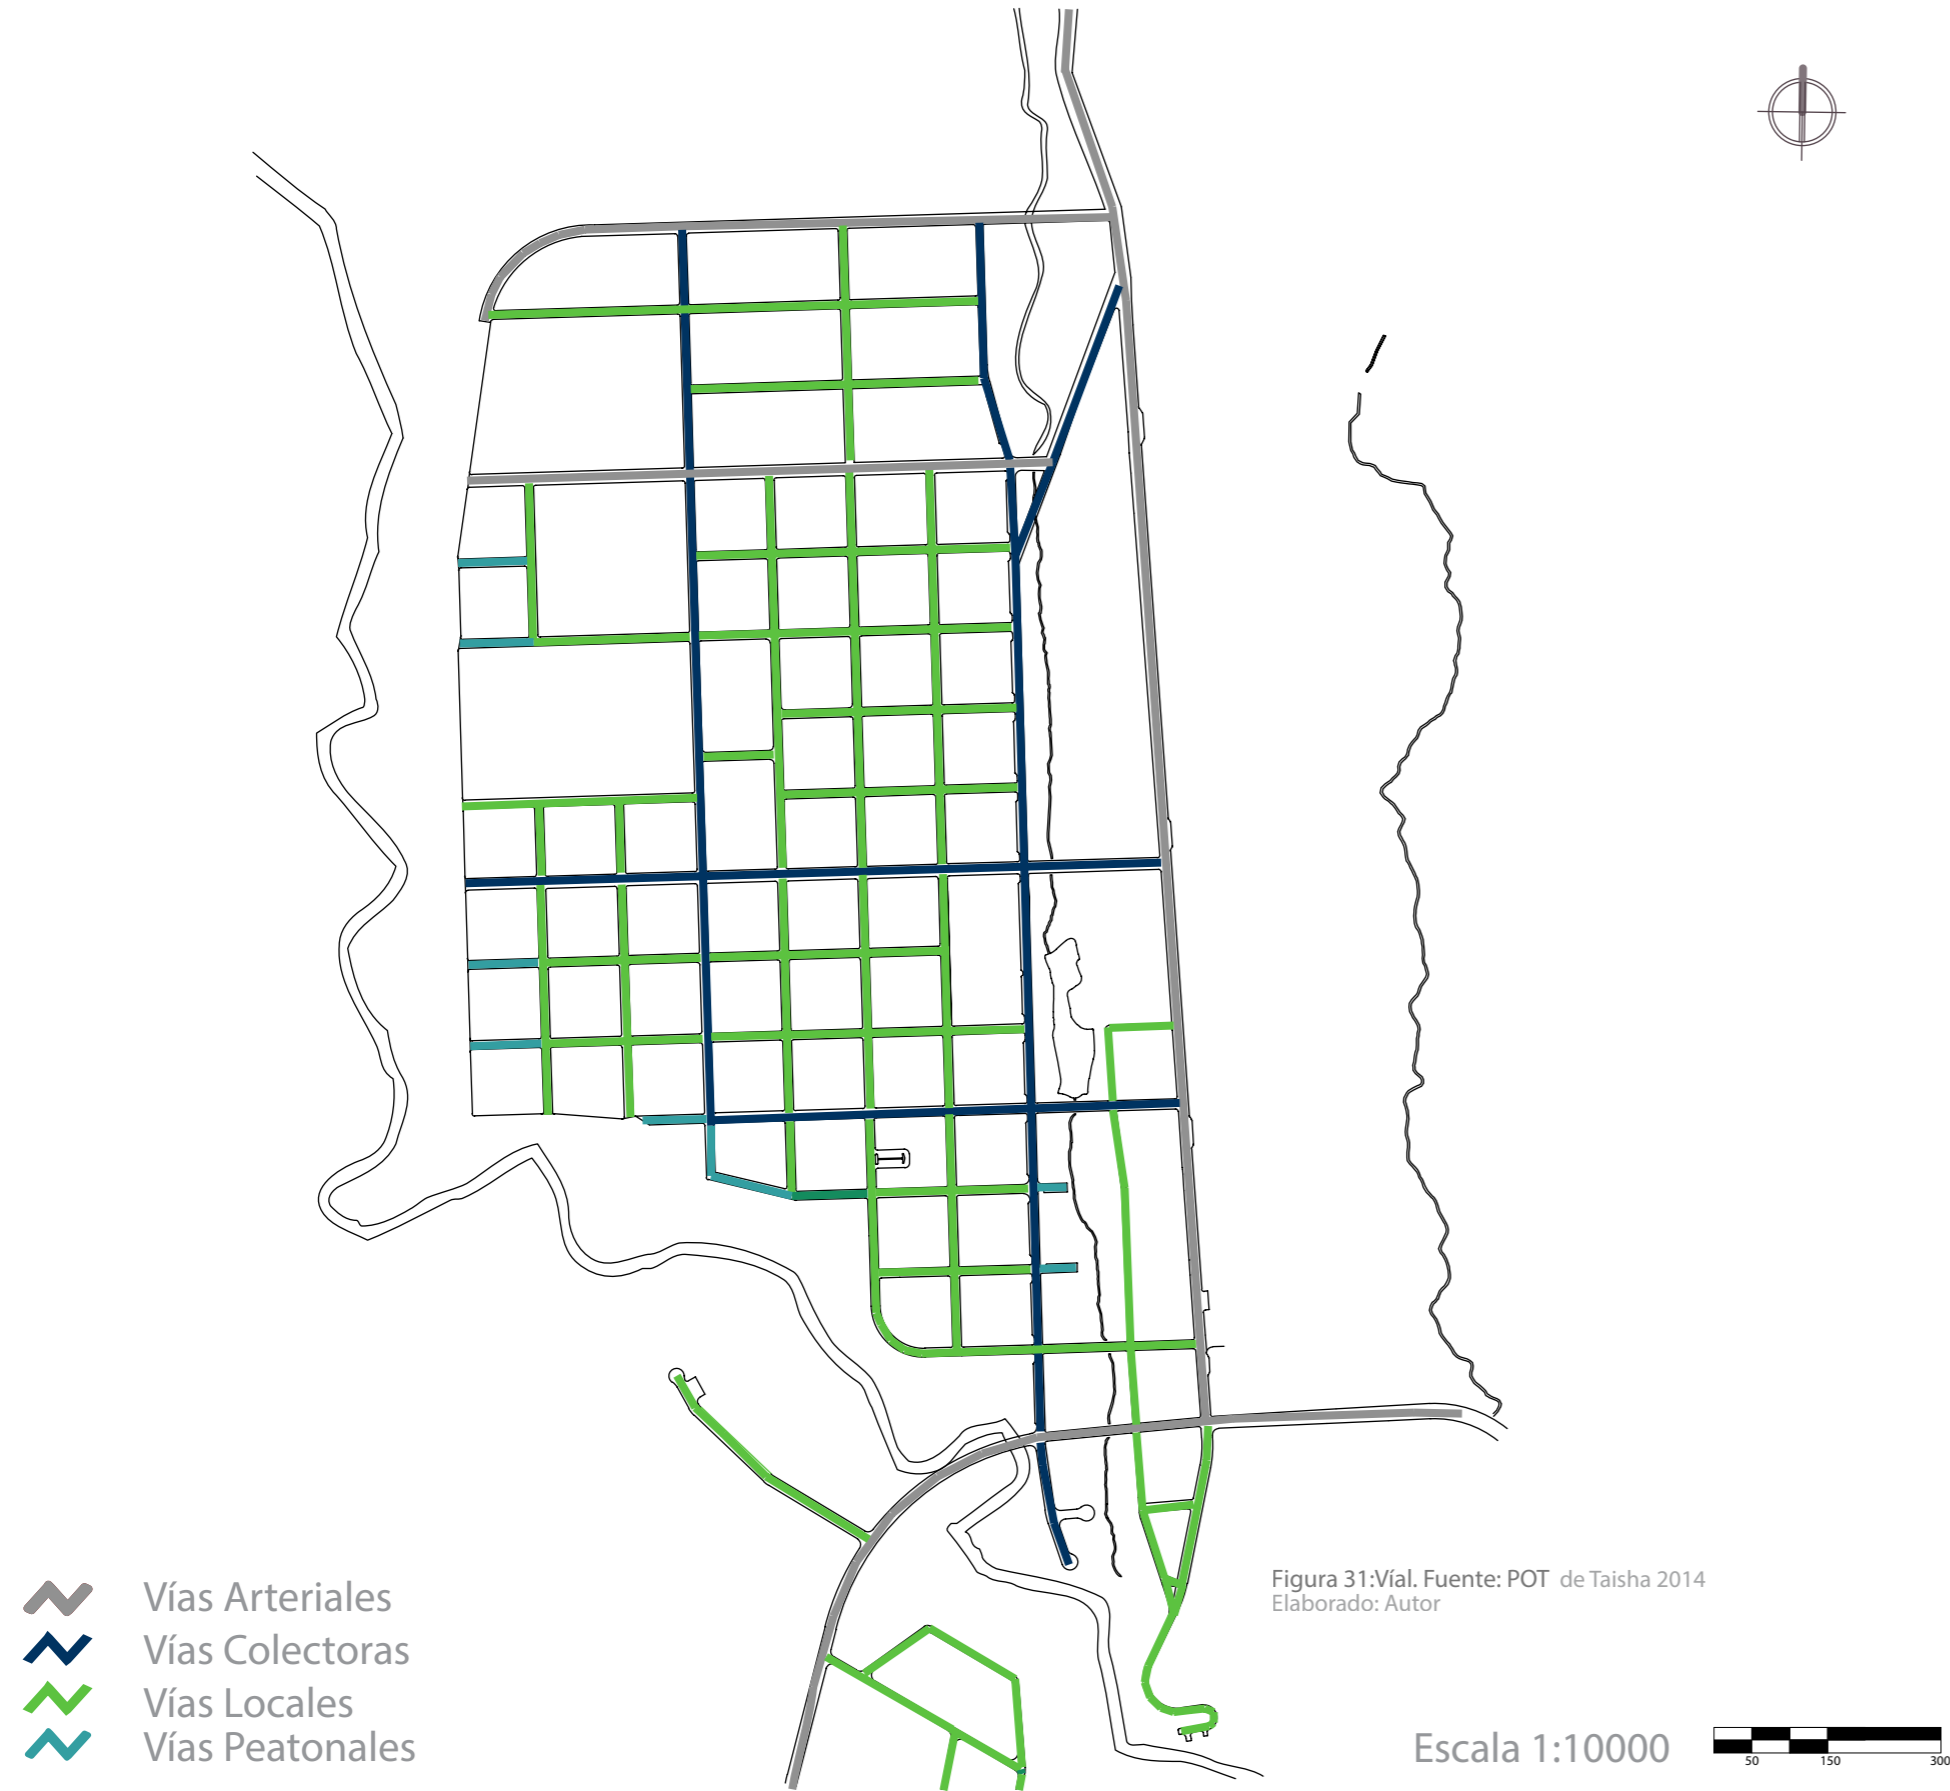 Vías Arteriales
Vías Colectoras
Vías Locales
Vías Peatonales
Figura 31:Víal. Fuente: POT de Taisha 2014
Elaborado: Autor
Escala 1:10000
50 150 300